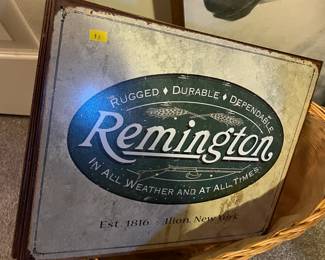 RUGGED ♦ DURABLE ♦ DEPENDABLE
Remington
IN ALL WEATHER AND AT ALL TIMES
Est. 1816 Ilion, New York